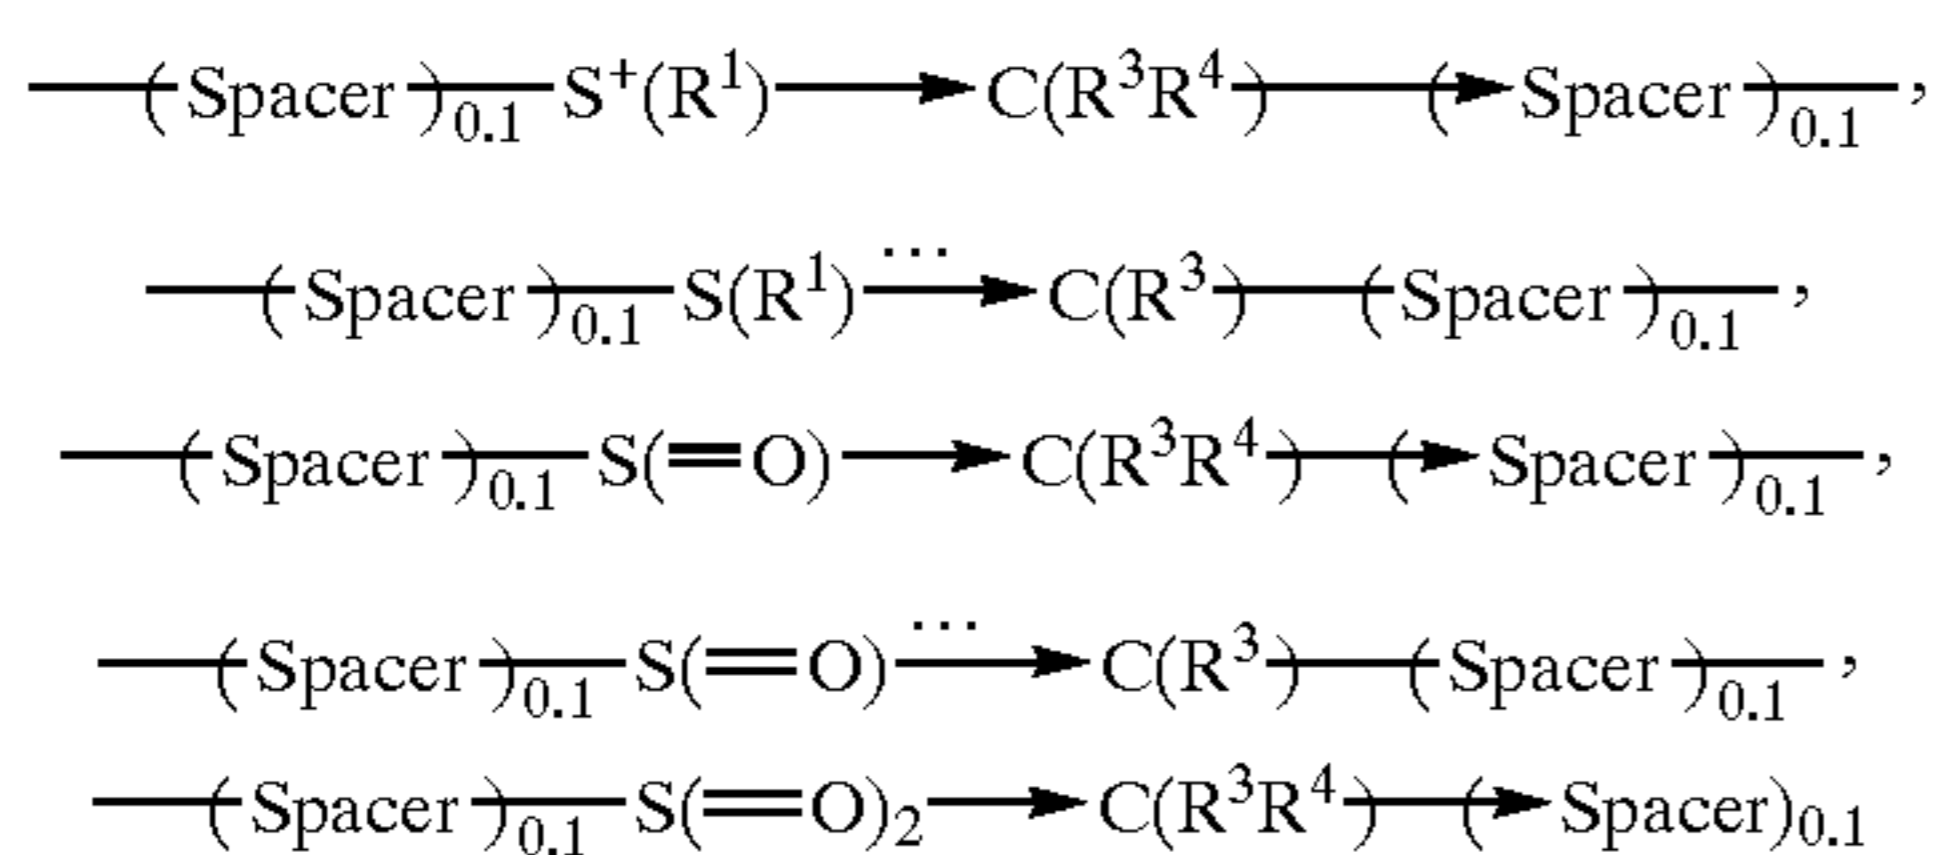 —(Spacer)₀.₁—S⁺(R¹)⟶C(R³R⁴)—(⟶Spacer)₀.₁—,
—(Spacer)₀.₁—S(R¹)⋯⟶C(R³)—(Spacer)₀.₁—,
—(Spacer)₀.₁—S(=O)⟶C(R³R⁴)—(⟶Spacer)₀.₁—,
—(Spacer)₀.₁—S(=O)⋯⟶C(R³)—(Spacer)₀.₁—,
—(Spacer)₀.₁—S(=O)₂⟶C(R³R⁴)—(⟶Spacer)₀.₁